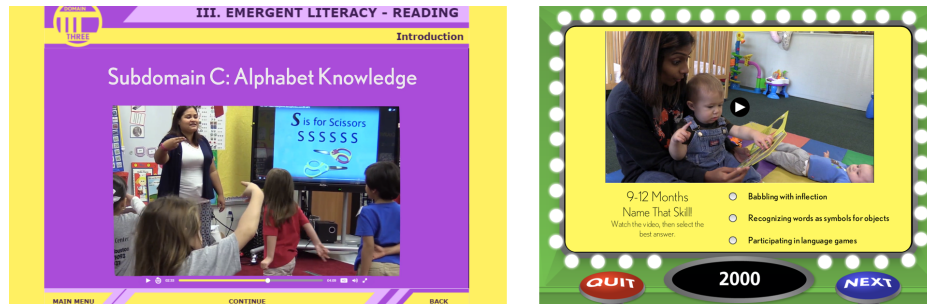 DOMAIN
III
THREE
III. EMERGENT LITERACY - READING
Introduction
Subdomain C: Alphabet Knowledge
S is for Scissors
S S S S S S
MAIN MENU
CONTINUE
BACK
9-12 Months
Name That Skill!
Watch the video, then select the
best answer.
Babbling with inflection
Recognizing words as symbols for objects
Participating in language games
QUIT
2000
NEXT